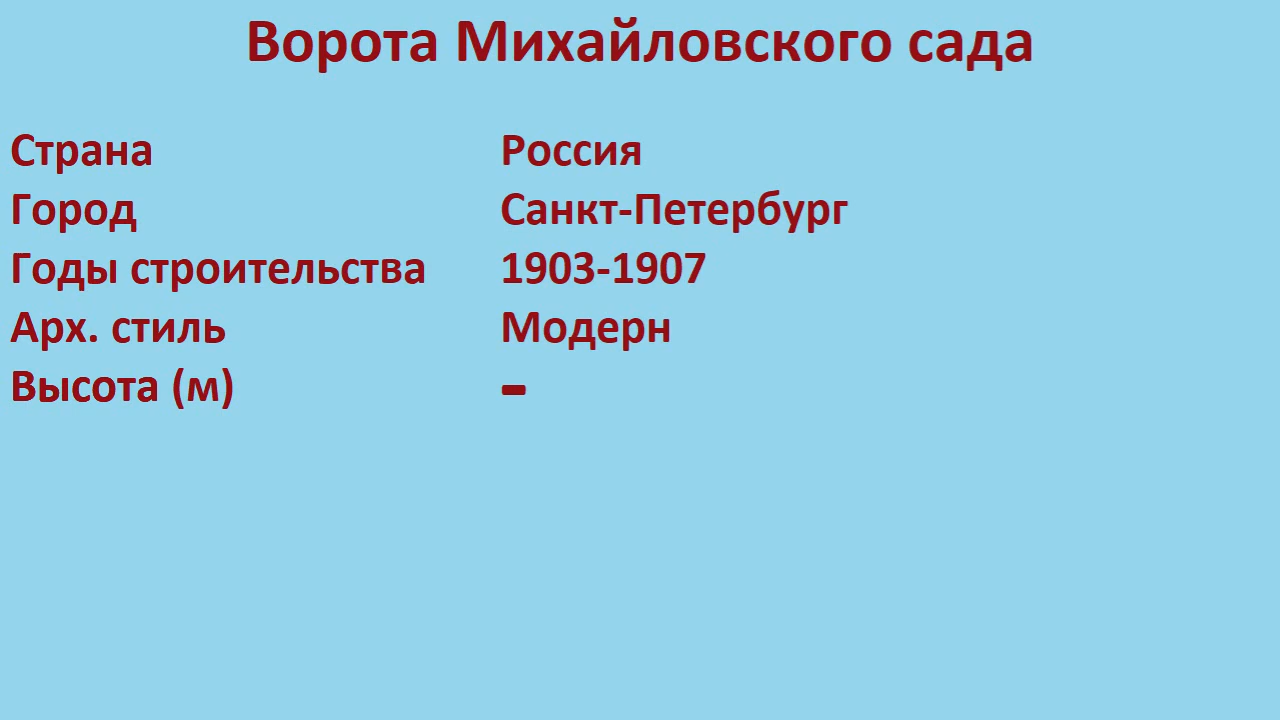 Ворота Михайловского сада
Страна Россия
Город Санкт-Петербург
Годы строительства 1903-1907
Арх. стиль Модерн
Высота (м) -